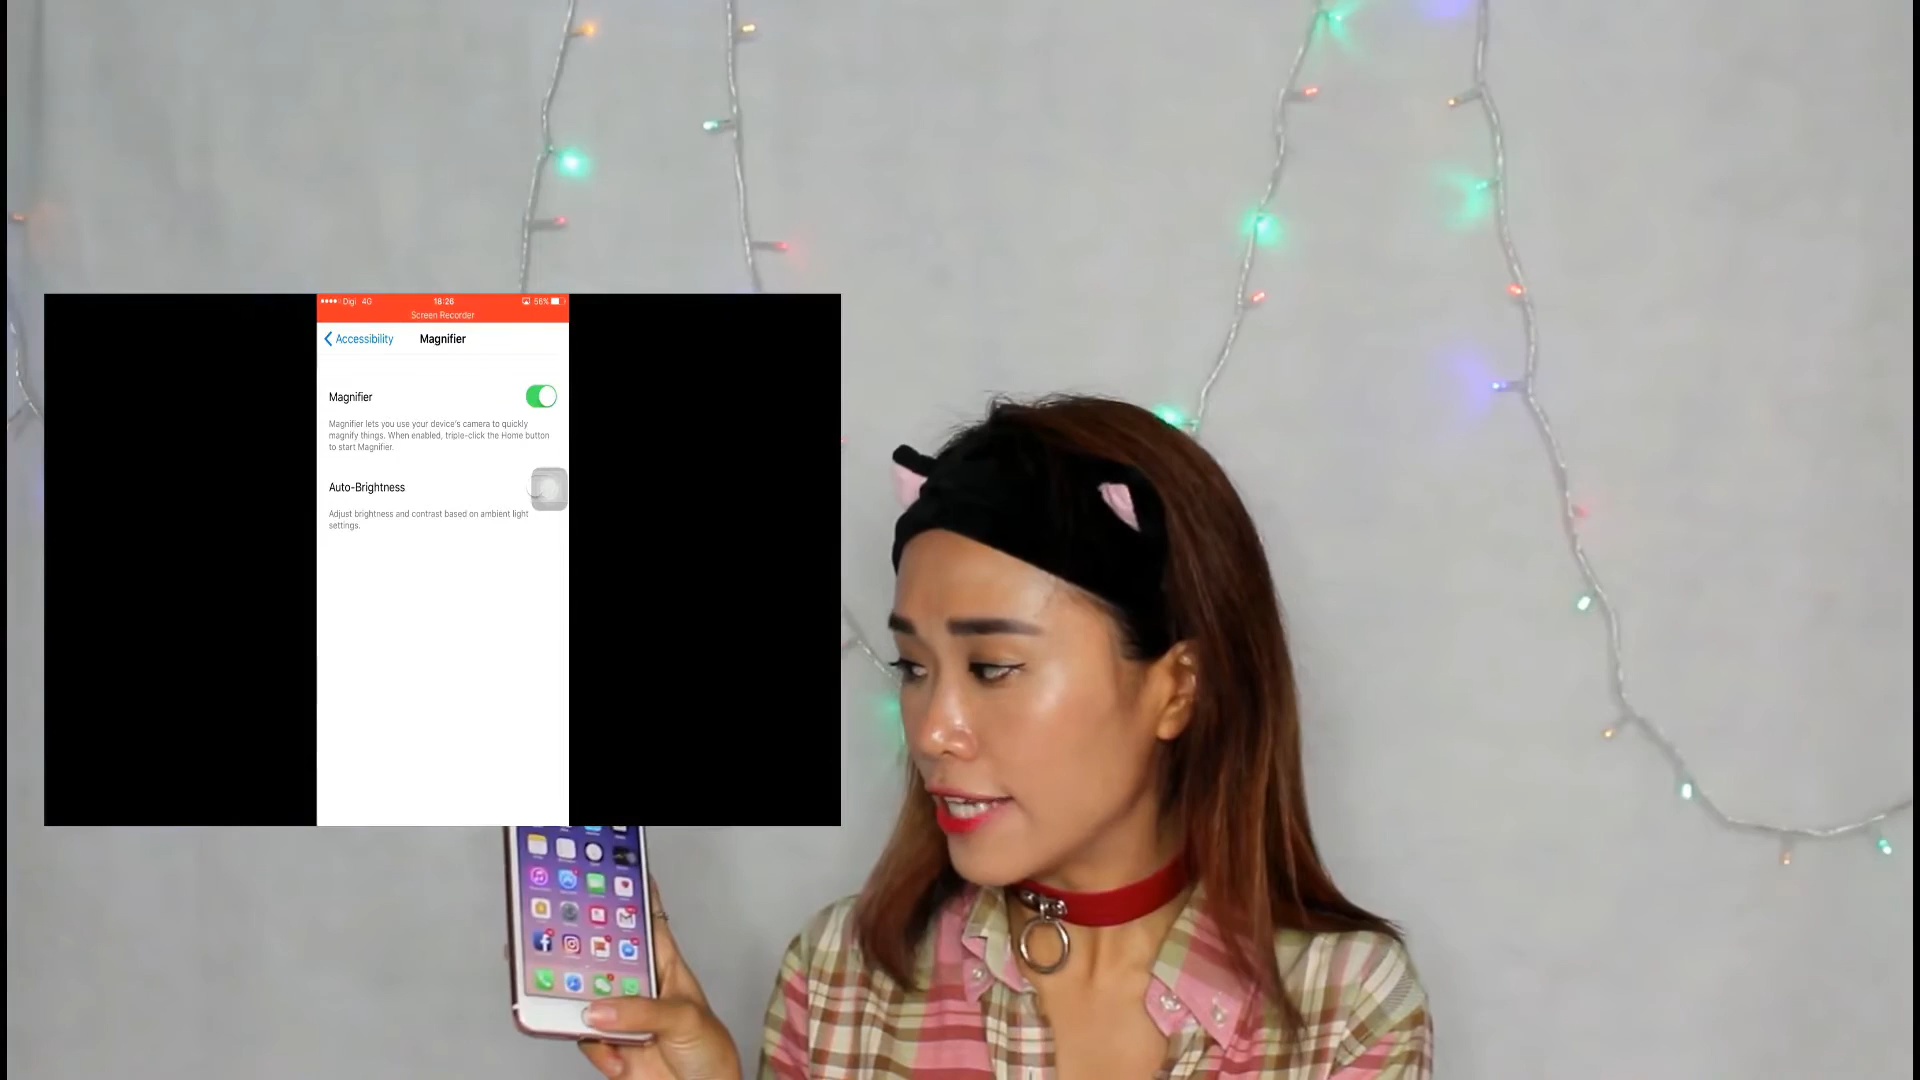 Digi 4G 18:26 56%
Screen Recorder
Accessibility Magnifier
Magnifier
Magnifier lets you use your device's camera to quickly
magnify things. When enabled, triple-click the Home button
to start Magnifier.
Auto-Brightness
Adjust brightness and contrast based on ambient light
settings.